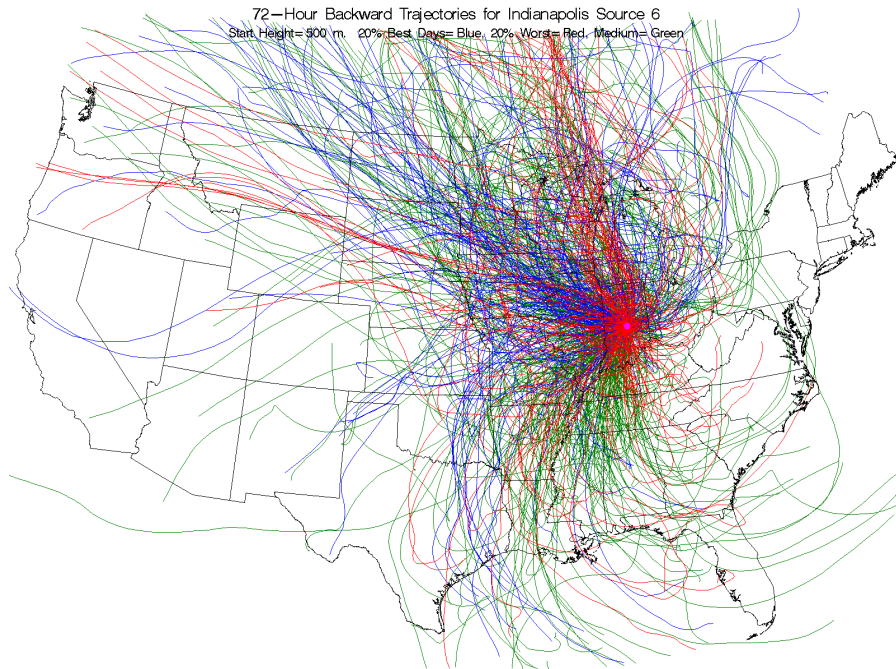 72-Hour Backward Trajectories for Indianapolis Source 6
Start Height= 500 m. 20% Best Days= Blue, 20% Worst= Red, Medium= Green